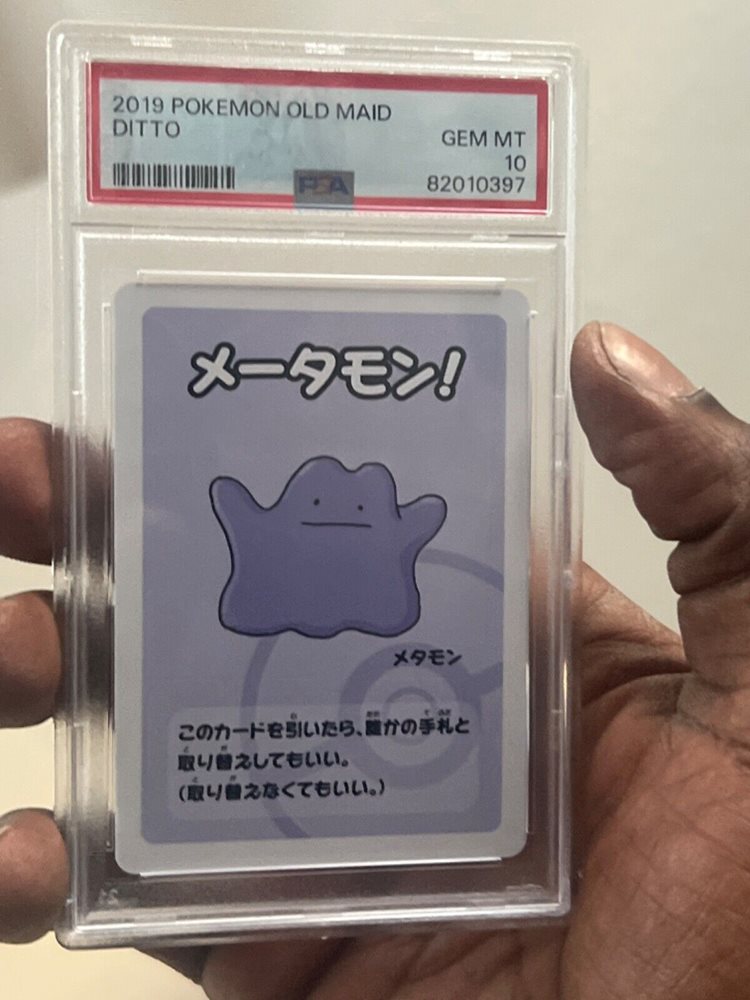 2019 POKEMON OLD MAID
DITTO
GEM MT
10
82010397
PSA
メータモン!
メタモン
このカードを引いたら、誰かの手札と
取り替えしてもいい。
(取り替えなくてもいい。)